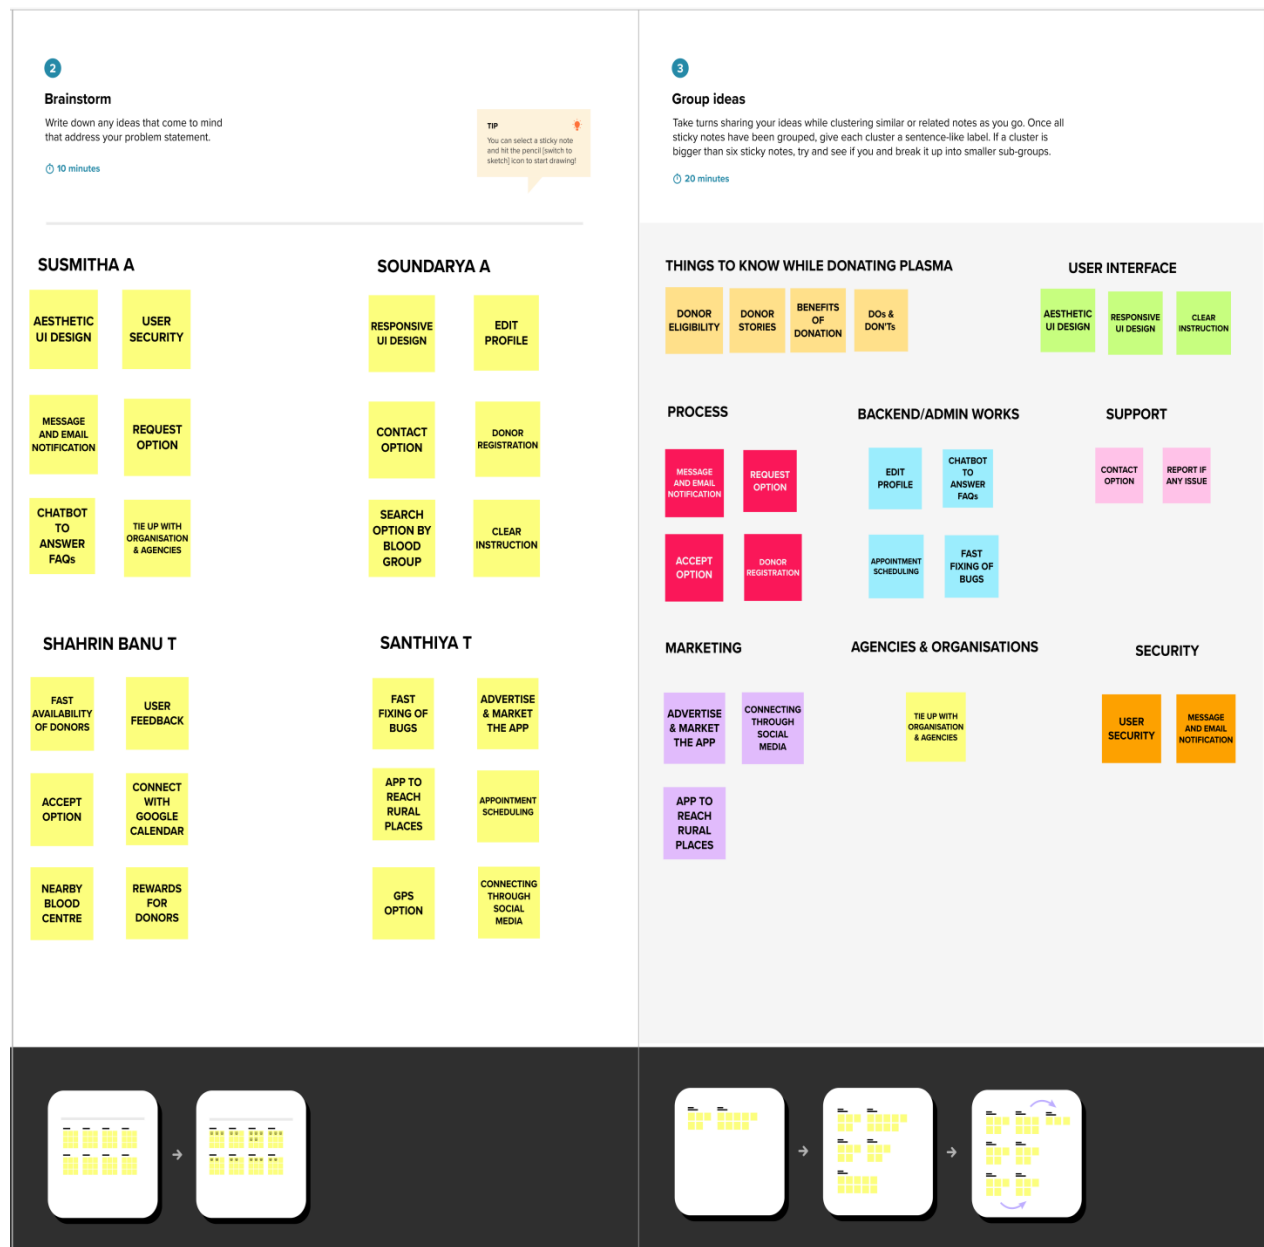 2
Brainstorm
Write down any ideas that come to mind
that address your problem statement.
10 minutes
TIP
You can select a sticky note
and hit the pencil [switch to
sketch] icon to start drawing!
SUSMITHA A
AESTHETIC
UI DESIGN
USER
SECURITY
MESSAGE
AND EMAIL
NOTIFICATION
REQUEST
OPTION
CHATBOT
TO
ANSWER
FAQs
TIE UP WITH
ORGANISATION
& AGENCIES
SOUNDARYA A
RESPONSIVE
UI DESIGN
EDIT
PROFILE
CONTACT
OPTION
DONOR
REGISTRATION
SEARCH
OPTION BY
BLOOD
GROUP
CLEAR
INSTRUCTION
SHAHRIN BANU T
FAST
AVAILABILITY
OF DONORS
USER
FEEDBACK
ACCEPT
OPTION
CONNECT
WITH
GOOGLE
CALENDAR
NEARBY
BLOOD
CENTRE
REWARDS
FOR
DONORS
SANTHIYA T
FAST
FIXING OF
BUGS
ADVERTISE
& MARKET
THE APP
APP TO
REACH
RURAL
PLACES
APPOINTMENT
SCHEDULING
GPS
OPTION
CONNECTING
THROUGH
SOCIAL
MEDIA
3
Group ideas
Take turns sharing your ideas while clustering similar or related notes as you go. Once all
sticky notes have been grouped, give each cluster a sentence-like label. If a cluster is
bigger than six sticky notes, try and see if you and break it up into smaller sub-groups.
20 minutes
THINGS TO KNOW WHILE DONATING PLASMA
DONOR
ELIGIBILITY
DONOR
STORIES
BENEFITS
OF
DONATION
DOs &
DON'Ts
USER INTERFACE
AESTHETIC
UI DESIGN
RESPONSIVE
UI DESIGN
CLEAR
INSTRUCTION
PROCESS
MESSAGE
AND EMAIL
NOTIFICATION
REQUEST
OPTION
ACCEPT
OPTION
DONOR
REGISTRATION
BACKEND/ADMIN WORKS
EDIT
PROFILE
CHATBOT
TO
ANSWER
FAQs
APPOINTMENT
SCHEDULING
FAST
FIXING OF
BUGS
SUPPORT
CONTACT
OPTION
REPORT IF
ANY ISSUE
MARKETING
ADVERTISE
& MARKET
THE APP
CONNECTING
THROUGH
SOCIAL
MEDIA
APP TO
REACH
RURAL
PLACES
AGENCIES & ORGANISATIONS
TIE UP WITH
ORGANISATION
& AGENCIES
SECURITY
USER
SECURITY
MESSAGE
AND EMAIL
NOTIFICATION